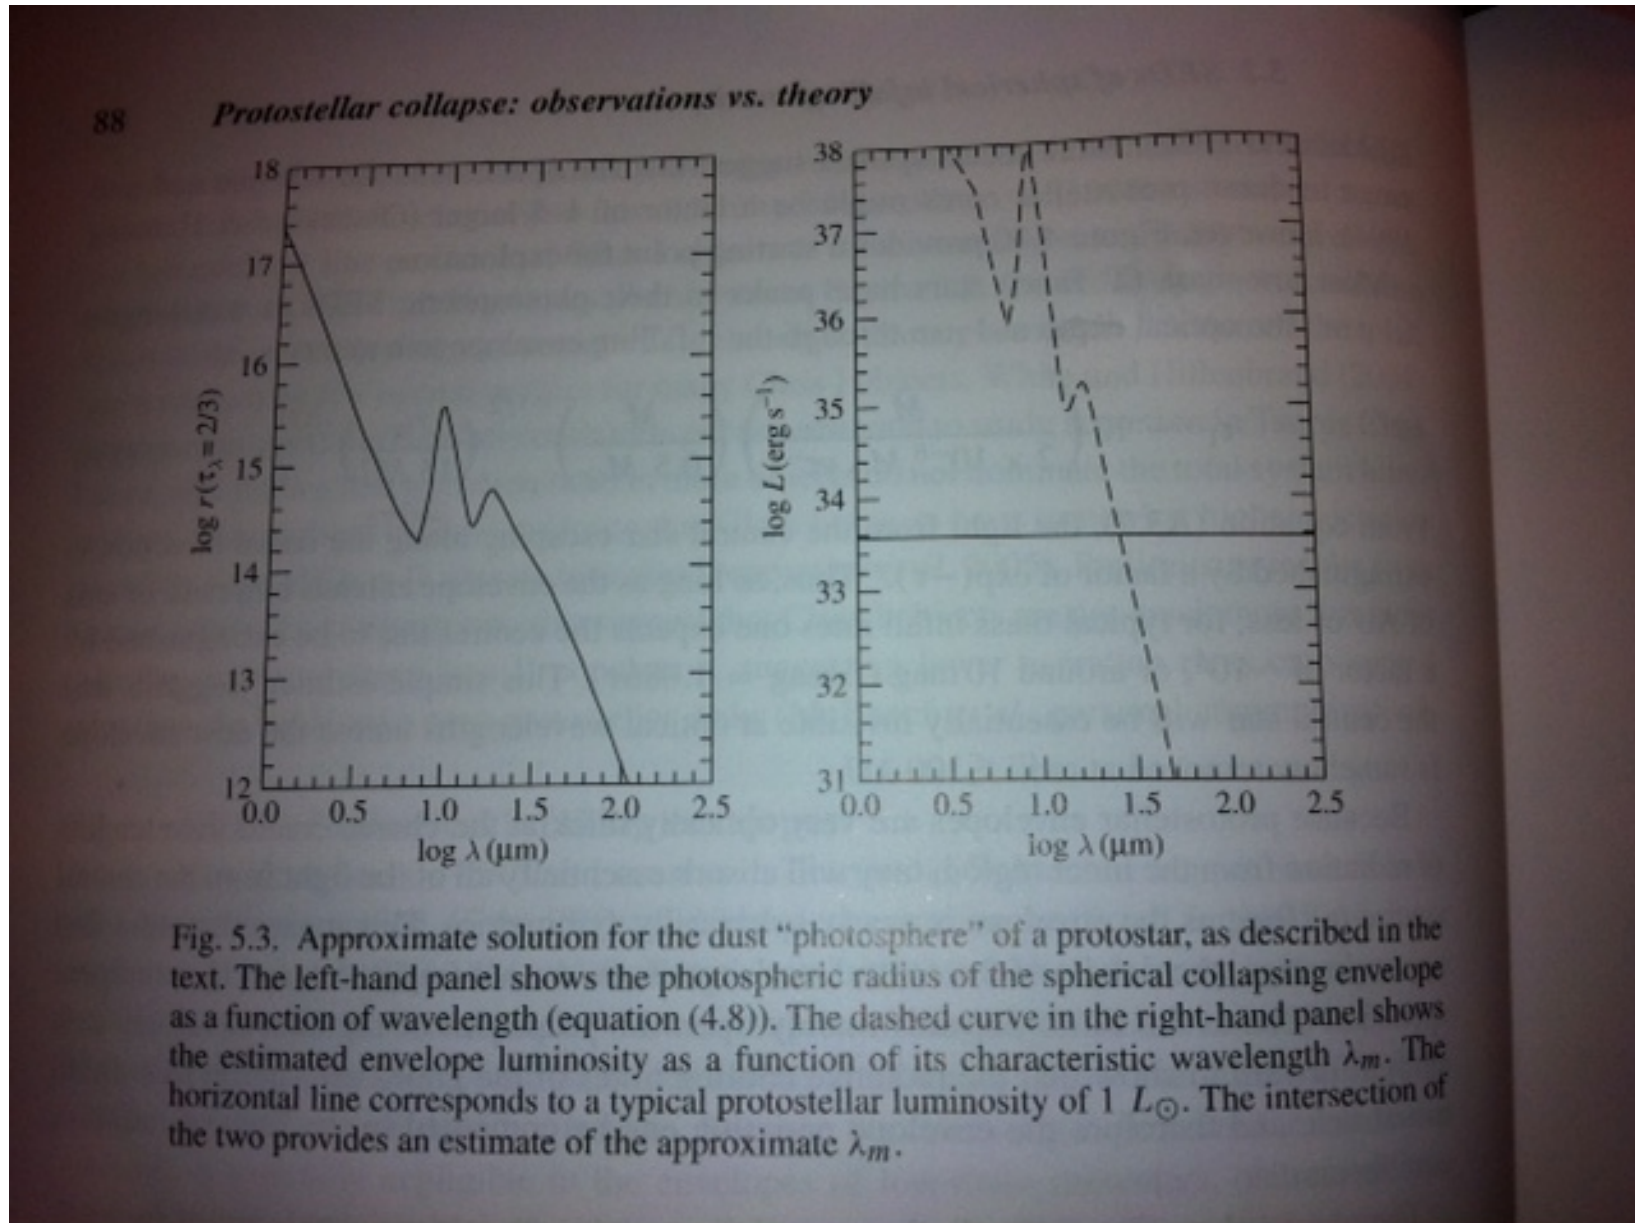 88 Protostellar collapse: observations vs. theory
18
17
16
15
14
13
12
log r(τλ = 2/3)
0.0 0.5 1.0 1.5 2.0 2.5
log λ (μm)
38
37
36
35
34
33
32
31
log L (erg s⁻¹)
0.0 0.5 1.0 1.5 2.0 2.5
log λ (μm)
Fig. 5.3. Approximate solution for the dust “photosphere” of a protostar, as described in the
text. The left-hand panel shows the photospheric radius of the spherical collapsing envelope
as a function of wavelength (equation (4.8)). The dashed curve in the right-hand panel shows
the estimated envelope luminosity as a function of its characteristic wavelength λm. The
horizontal line corresponds to a typical protostellar luminosity of 1 L⊙. The intersection of
the two provides an estimate of the approximate λm.